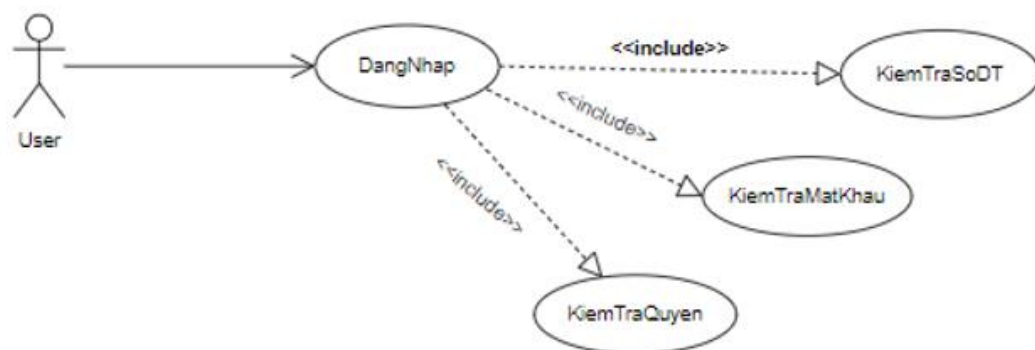 <<include>>
DangNhap
KiemTraSoDT
<<include>>
User
<<include>>
KiemTraMatKhau
KiemTraQuyen